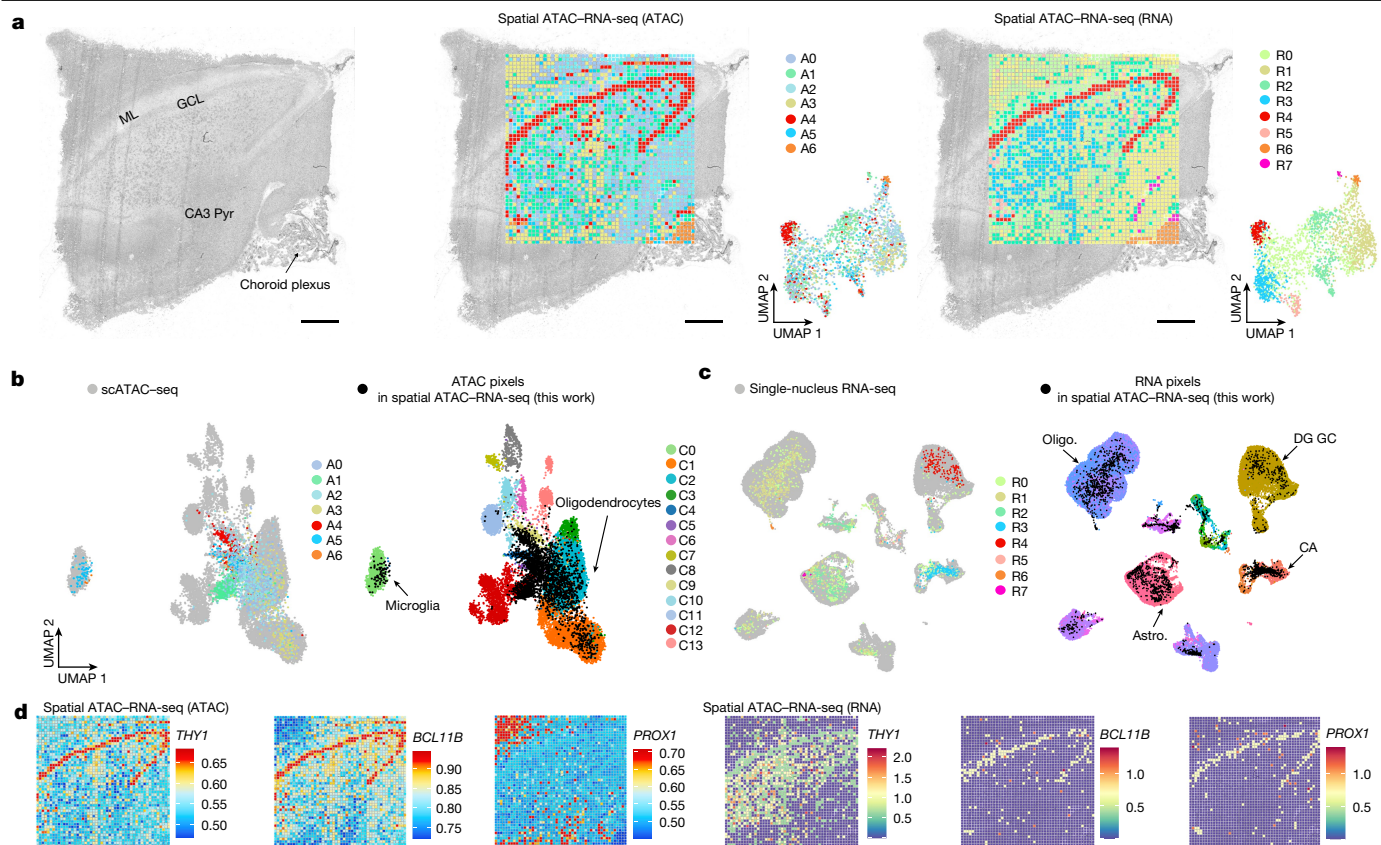 a
Spatial ATAC–RNA-seq (ATAC)
Spatial ATAC–RNA-seq (RNA)
ML
GCL
CA3 Pyr
Choroid plexus
A0
A1
A2
A3
A4
A5
A6
UMAP 2
UMAP 1
R0
R1
R2
R3
R4
R5
R6
R7
UMAP 2
UMAP 1
b
scATAC–seq
ATAC pixels
in spatial ATAC–RNA-seq (this work)
A0
A1
A2
A3
A4
A5
A6
UMAP 2
UMAP 1
Microglia
Oligodendrocytes
C0
C1
C2
C3
C4
C5
C6
C7
C8
C9
C10
C11
C12
C13
c
Single-nucleus RNA-seq
RNA pixels
in spatial ATAC–RNA-seq (this work)
R0
R1
R2
R3
R4
R5
R6
R7
Oligo.
DG GC
CA
Astro.
d
Spatial ATAC–RNA-seq (ATAC)
THY1
0.65
0.60
0.55
0.50
BCL11B
0.90
0.85
0.80
0.75
PROX1
0.70
0.65
0.60
0.55
0.50
Spatial ATAC–RNA-seq (RNA)
THY1
2.0
1.5
1.0
0.5
BCL11B
1.0
0.5
PROX1
1.0
0.5